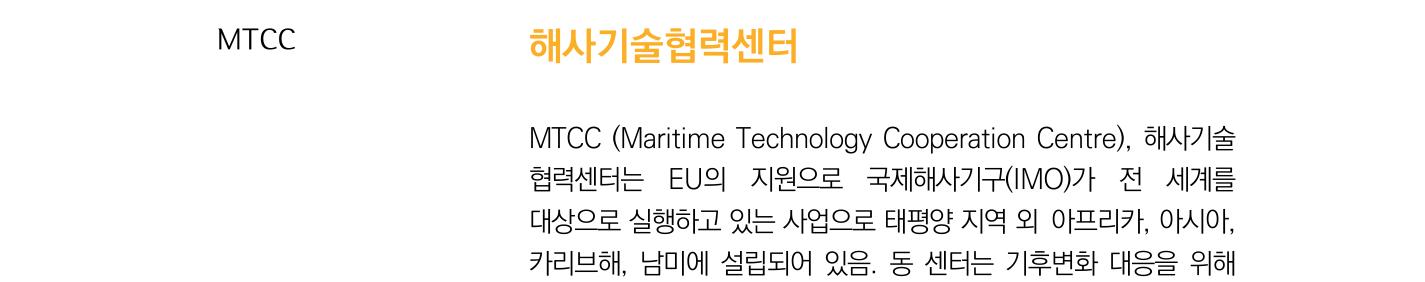 MTCC
해사기술협력센터
MTCC (Maritime Technology Cooperation Centre), 해사기술
협력센터는 EU의 지원으로 국제해사기구(IMO)가 전 세계를
대상으로 실행하고 있는 사업으로 태평양 지역 외 아프리카, 아시아,
카리브해, 남미에 설립되어 있음. 동 센터는 기후변화 대응을 위해